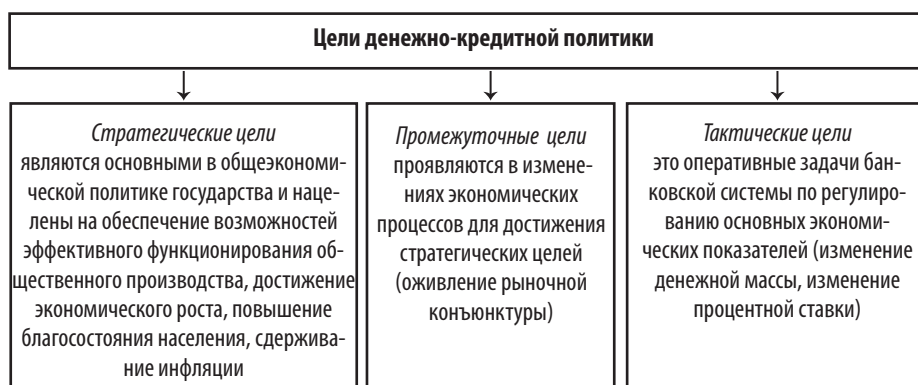 Цели денежно-кредитной политики
Стратегические цели
являются основными в общеэкономи-
ческой политике государства и наце-
лены на обеспечение возможностей
эффективного функционирования об-
щественного производства, достижение
экономического роста, повышение
благосостояния населения, сдержива-
ние инфляции
Промежуточные цели
проявляются в измене-
ниях экономических
процессов для достижения
стратегических целей
(оживление рыночной
конъюнктуры)
Тактические цели
это оперативные задачи бан-
ковской системы по регулиро-
ванию основных экономи-
ческих показателей (изменение
денежной массы, изменение
процентной ставки)